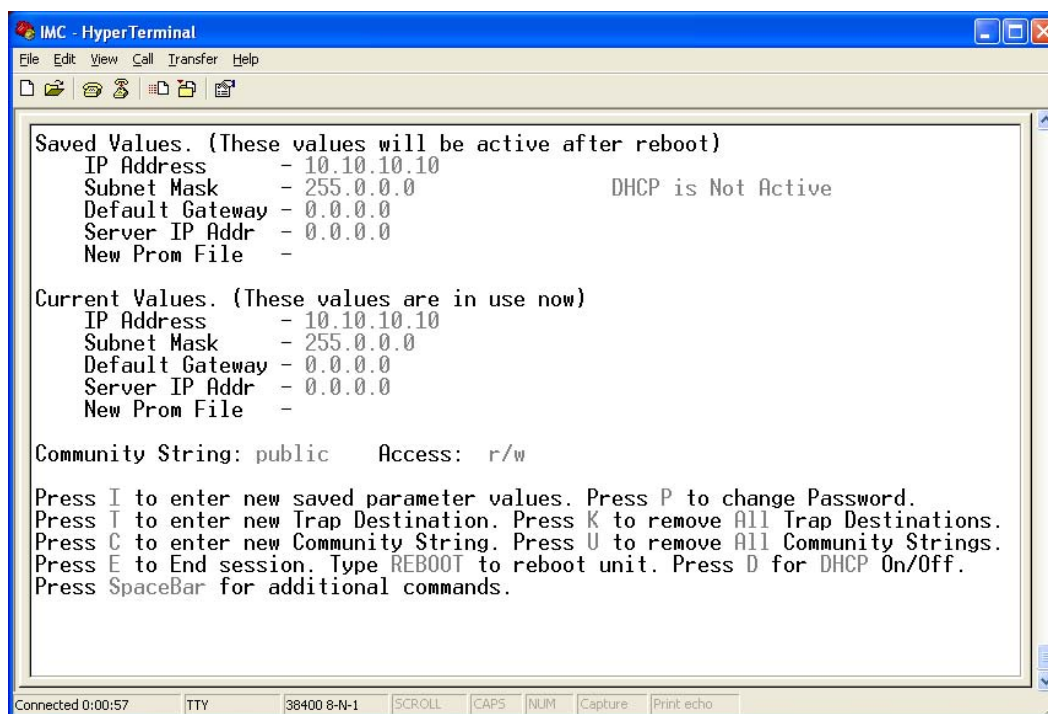 IMC - HyperTerminal
File Edit View Call Transfer Help
Saved Values. (These values will be active after reboot)
IP Address - 10.10.10.10
Subnet Mask - 255.0.0.0 DHCP is Not Active
Default Gateway - 0.0.0.0
Server IP Addr - 0.0.0.0
New Prom File -
Current Values. (These values are in use now)
IP Address - 10.10.10.10
Subnet Mask - 255.0.0.0
Default Gateway - 0.0.0.0
Server IP Addr - 0.0.0.0
New Prom File -
Community String: public Access: r/w
Press I to enter new saved parameter values. Press P to change Password.
Press T to enter new Trap Destination. Press K to remove All Trap Destinations.
Press C to enter new Community String. Press U to remove All Community Strings.
Press E to End session. Type REBOOT to reboot unit. Press D for DHCP On/Off.
Press SpaceBar for additional commands.
Connected 0:00:57 TTY 38400 8-N-1 SCROLL CAPS NUM Capture Print echo